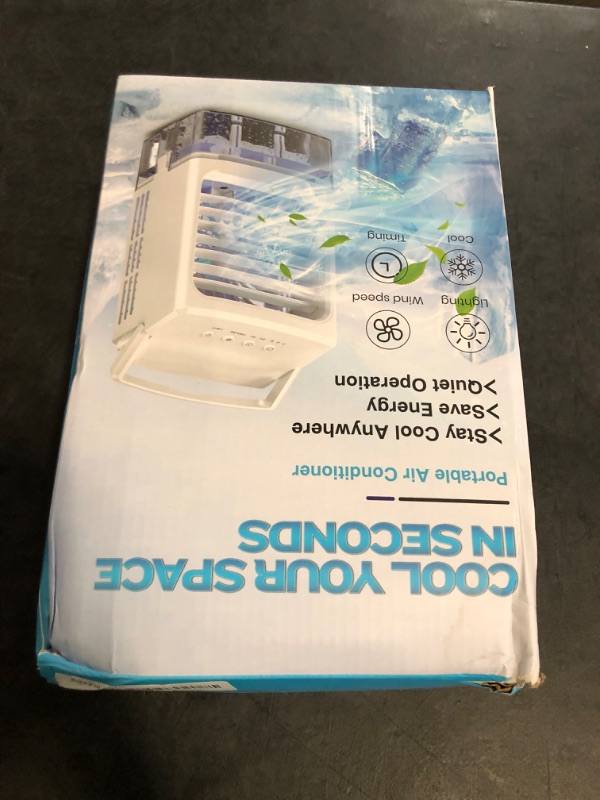 COOL YOUR SPACE
IN SECONDS
Portable Air Conditioner
>Stay Cool Anywhere
>Save Energy
>Quiet Operation
Lighting
Wind speed
Cool
Timing